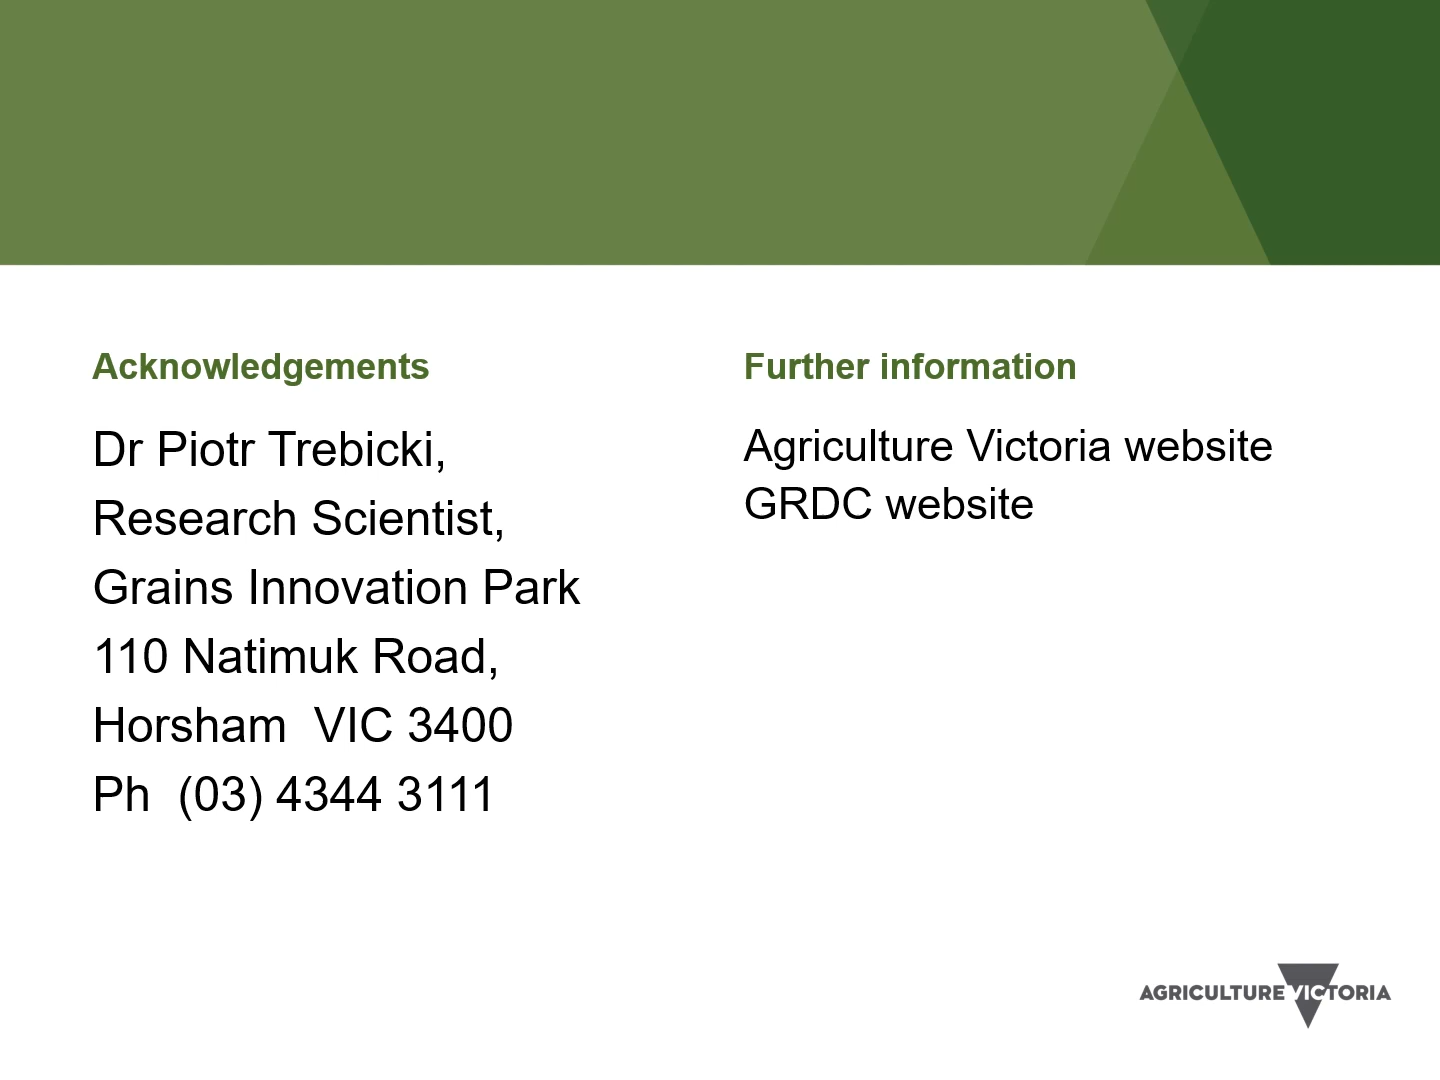 Acknowledgements
Dr Piotr Trebicki,
Research Scientist,
Grains Innovation Park
110 Natimuk Road,
Horsham  VIC 3400
Ph  (03) 4344 3111
Further information
Agriculture Victoria website
GRDC website
AGRICULTURE VICTORIA